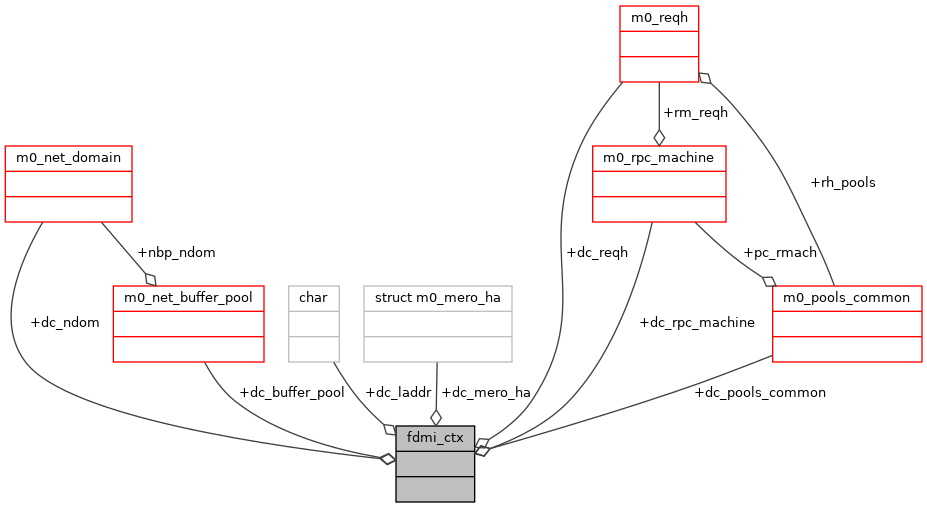 m0_reqh
+rm_reqh
m0_net_domain
m0_rpc_machine
+rh_pools
+nbp_ndom
+dc_reqh
+pc_rmach
m0_net_buffer_pool
char
struct m0_mero_ha
m0_pools_common
+dc_ndom
+dc_rpc_machine
+dc_buffer_pool
+dc_laddr
+dc_mero_ha
+dc_pools_common
fdmi_ctx